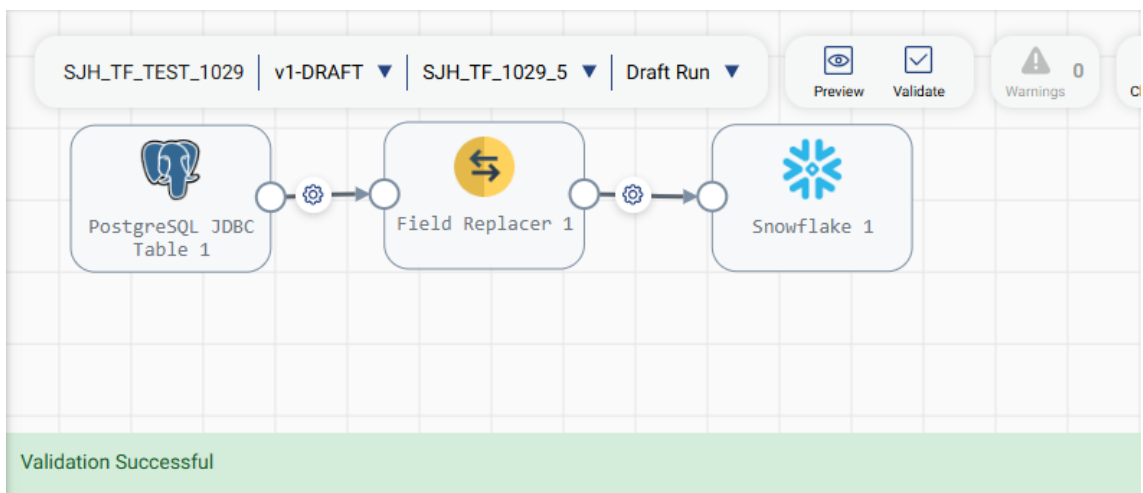 SJH_TF_TEST_1029 v1-DRAFT SJH_TF_1029_5 Draft Run
Preview Validate Warnings 0
PostgreSQL JDBC
Table 1
Field Replacer 1
Snowflake 1
Validation Successful